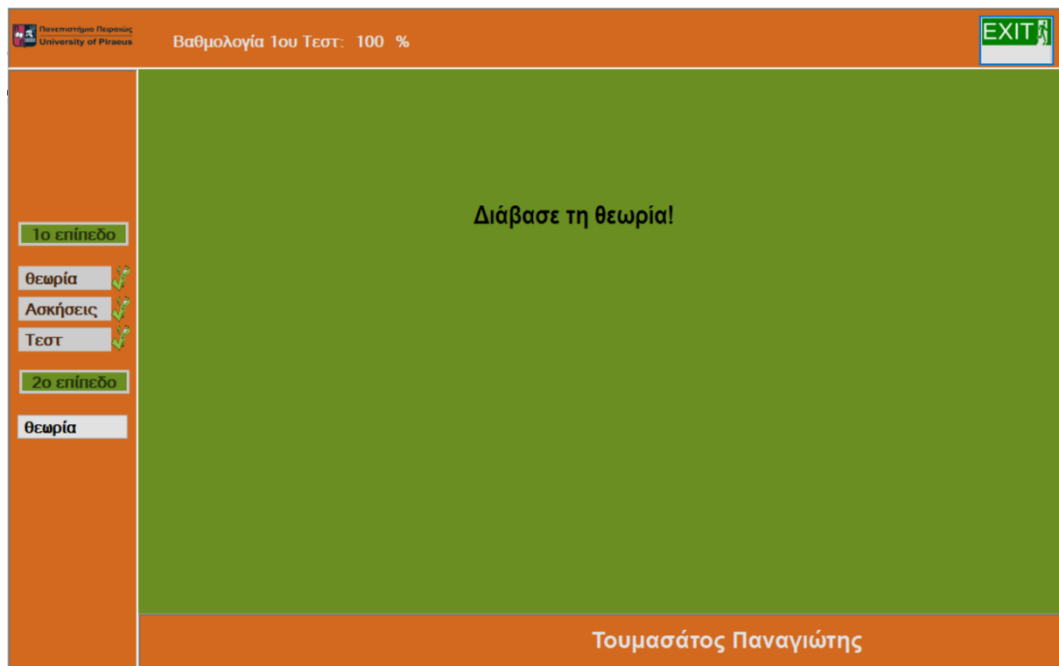 Πανεπιστήμιο Πειραιώς
University of Piraeus
Βαθμολογία 1ου Τεστ: 100 %
EXIT
Διάβασε τη θεωρία!
1ο επίπεδο
θεωρία
Ασκήσεις
Τεστ
2ο επίπεδο
θεωρία
Τουμασάτος Παναγιώτης